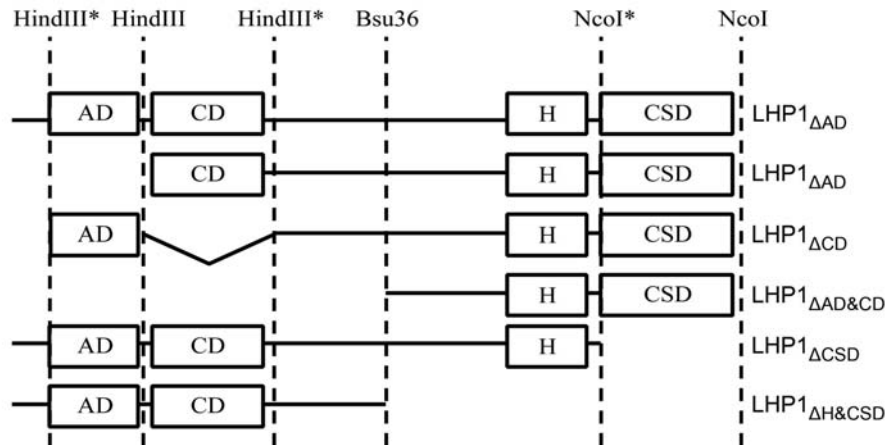 HindIII* HindIII HindIII* Bsu36 NcoI* NcoI
AD CD H CSD LHP1ΔAD
CD H CSD LHP1ΔAD
AD H CSD LHP1ΔCD
H CSD LHP1ΔAD&CD
AD CD H LHP1ΔCSD
AD CD LHP1ΔH&CSD